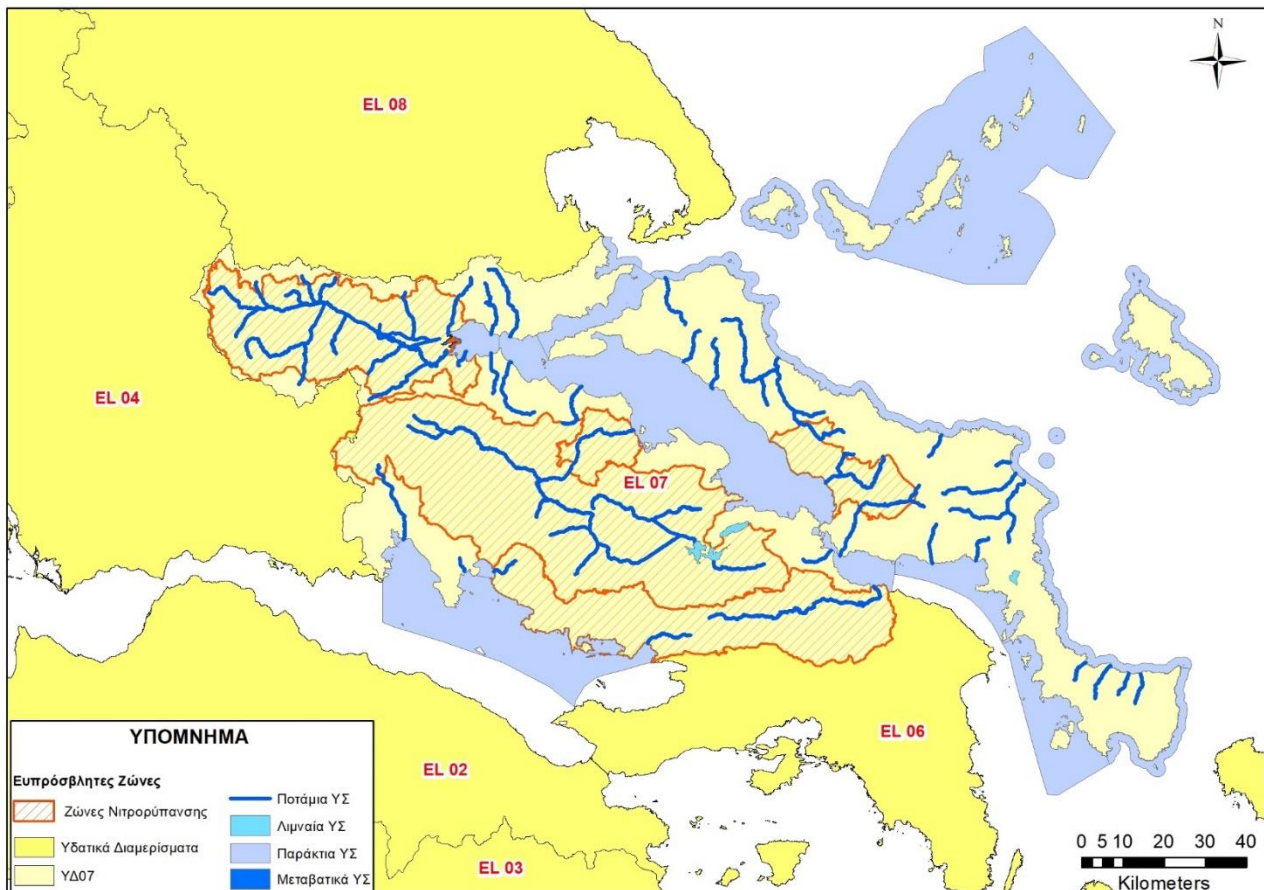 N
EL 08
EL 04
EL 07
EL 06
EL 02
EL 03
ΥΠΟΜΝΗΜΑ
Ευπρόσβλητες Ζώνες
Ζώνες Νιτρορύπανσης
Υδατικά Διαμερίσματα
ΥΔ07
Ποτάμια ΥΣ
Λιμναία ΥΣ
Παράκτια ΥΣ
Μεταβατικά ΥΣ
0 5 10 20 30 40
Kilometers